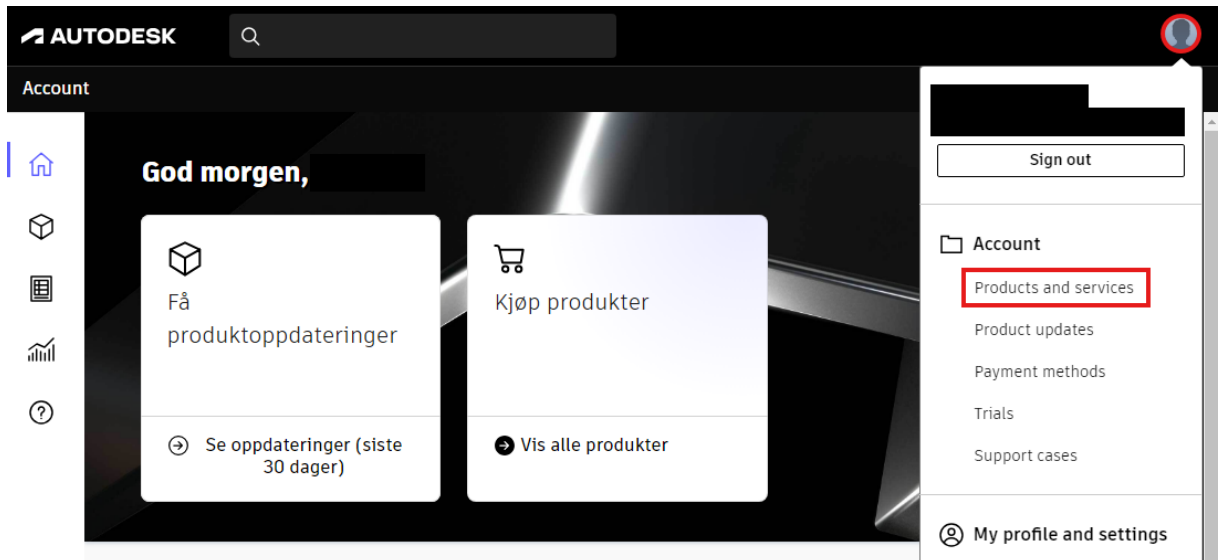 AUTODESK
Account
God morgen,
Få
produktoppdateringer
Se oppdateringer (siste
30 dager)
Kjøp produkter
Vis alle produkter
Sign out
Account
Products and services
Product updates
Payment methods
Trials
Support cases
My profile and settings